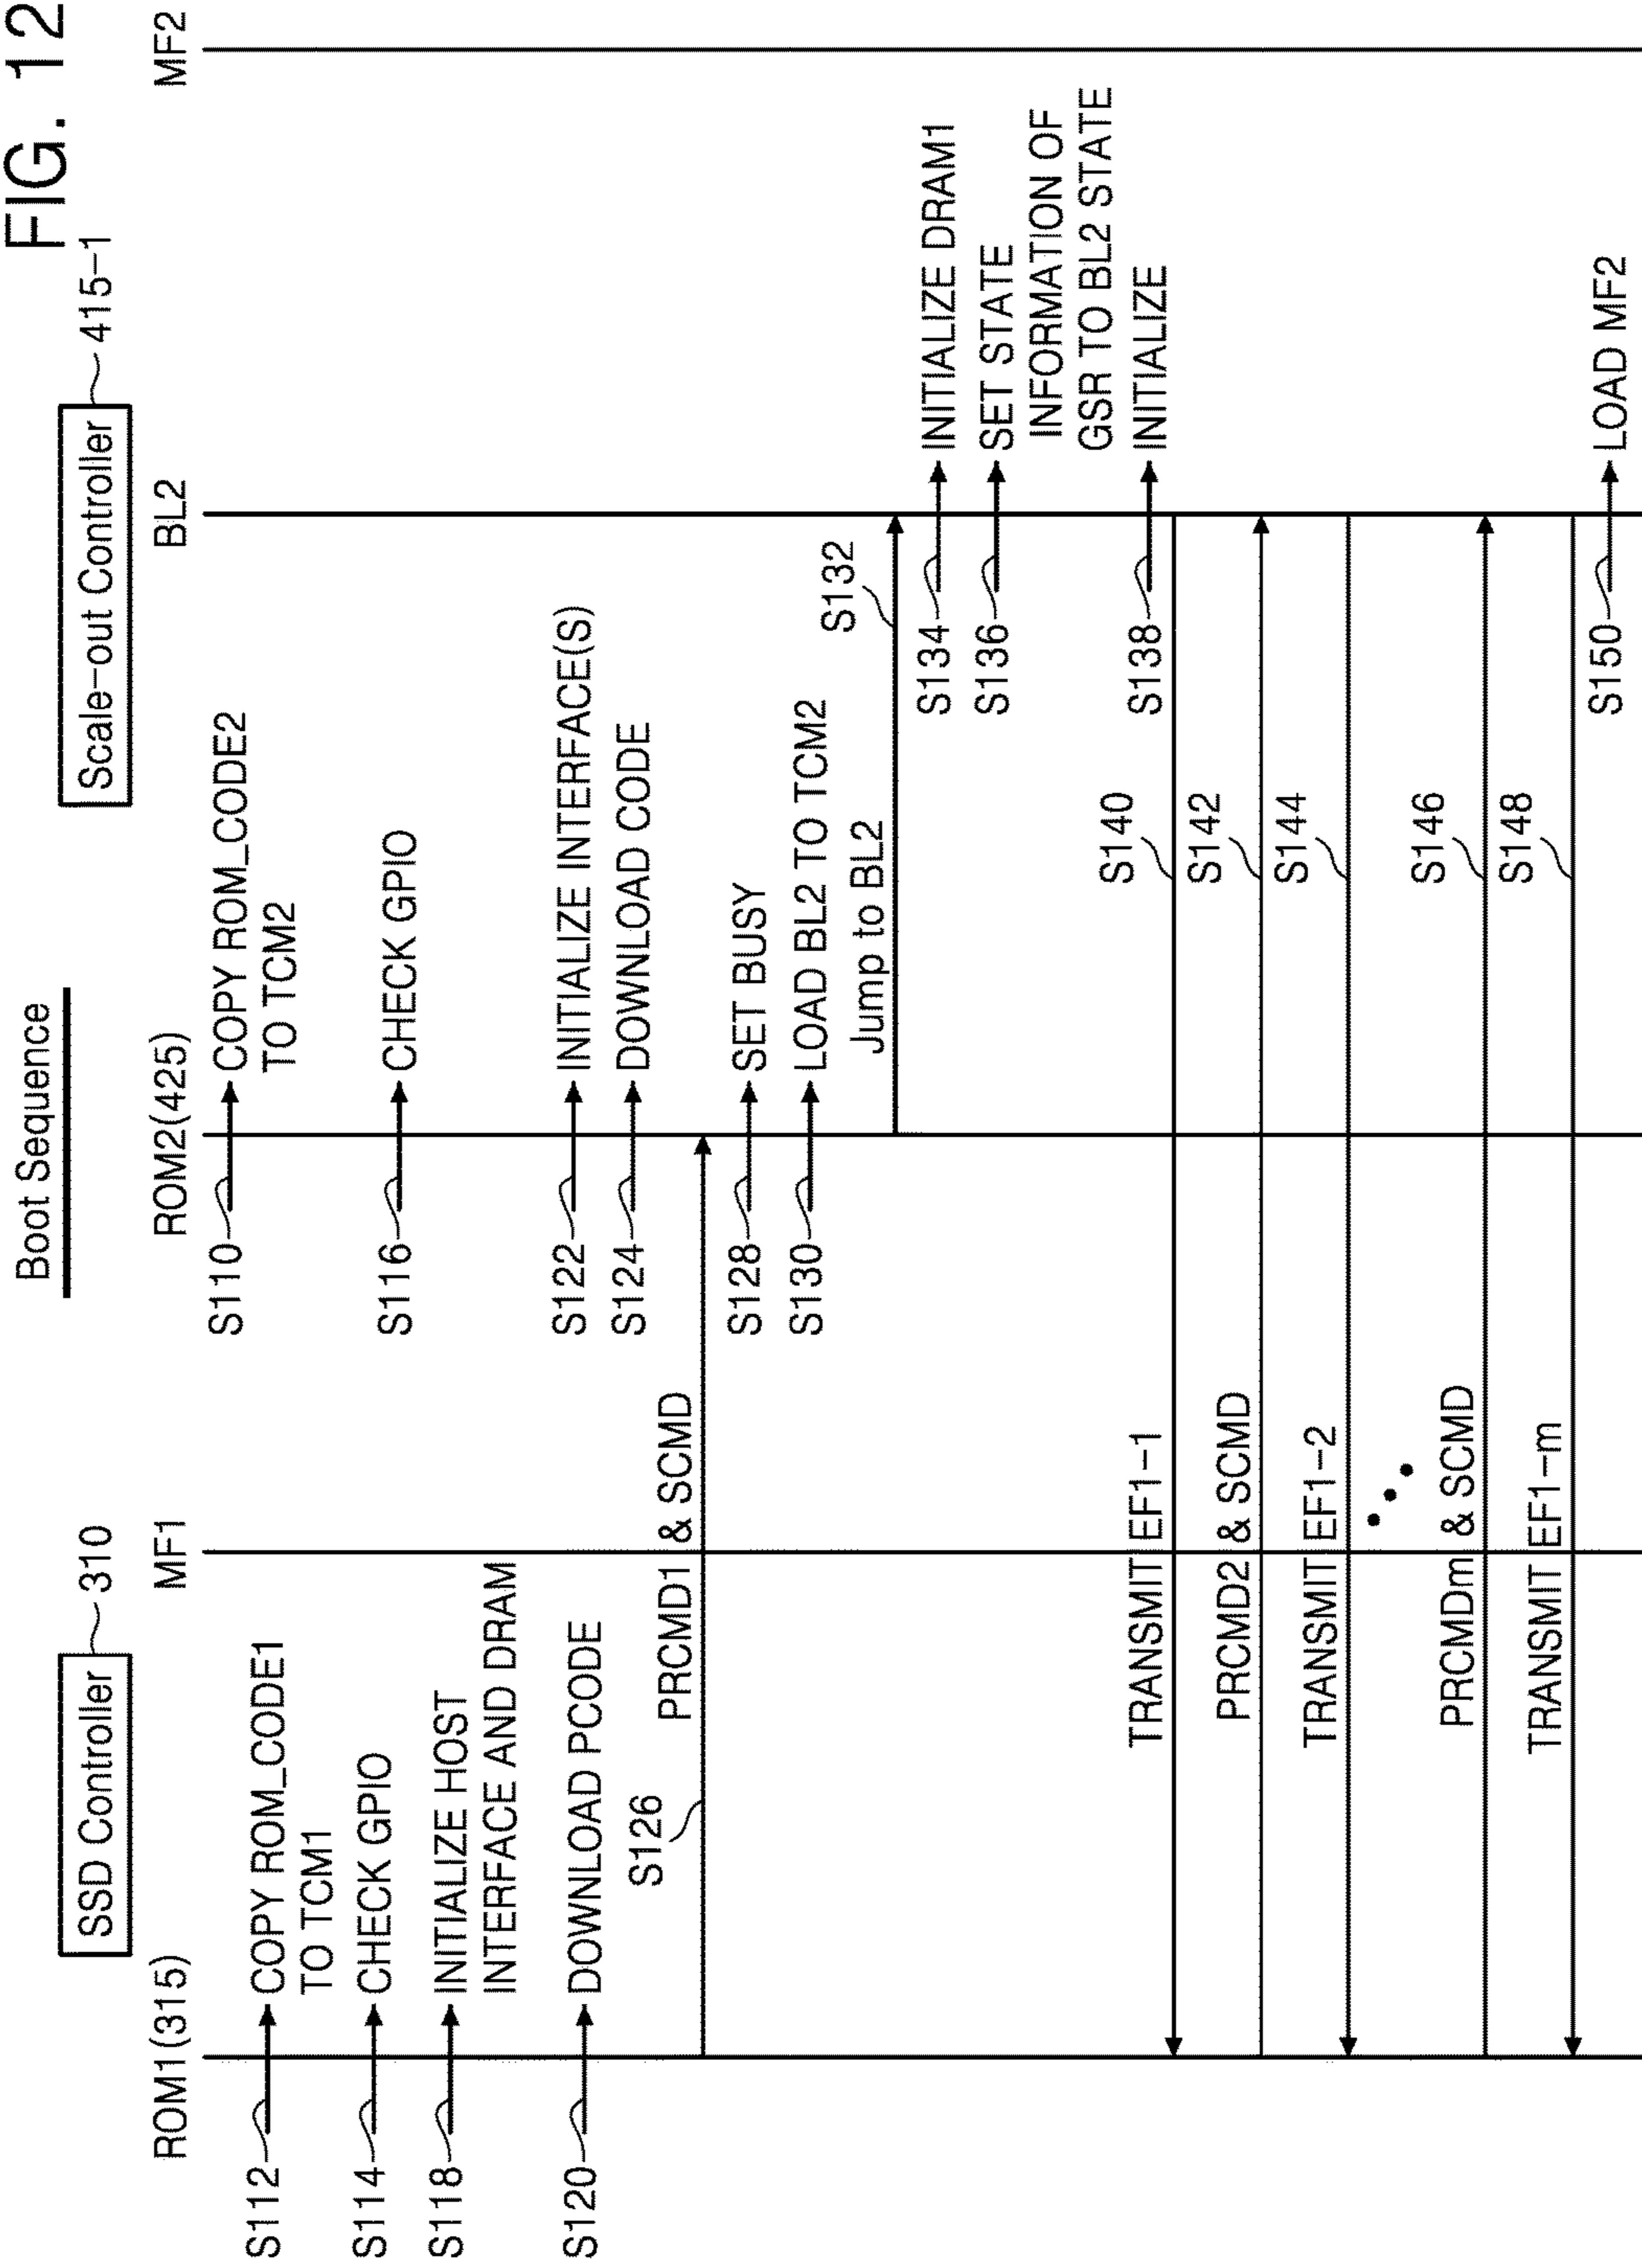 FIG. 12
Boot Sequence
SSD Controller
310
Scale-out Controller
415-1
ROM1(315)
MF1
ROM2(425)
BL2
MF2
S110
COPY ROM_CODE2
TO TCM2
S112
COPY ROM_CODE1
TO TCM1
S114
CHECK GPIO
S116
CHECK GPIO
S118
INITIALIZE HOST
INTERFACE AND DRAM
S122
INITIALIZE INTERFACE(S)
S120
DOWNLOAD PCODE
S124
DOWNLOAD CODE
S126
PRCMD1 & SCMD
S128
SET BUSY
S130
LOAD BL2 TO TCM2
S132
Jump to BL2
S134
INITIALIZE DRAM1
S136
SET STATE
INFORMATION OF
GSR TO BL2 STATE
S138
INITIALIZE
TRANSMIT EF1-1
S140
PRCMD2 & SCMD
S142
TRANSMIT EF1-2
S144
PRCMDm & SCMD
S146
TRANSMIT EF1-m
S148
S150
LOAD MF2